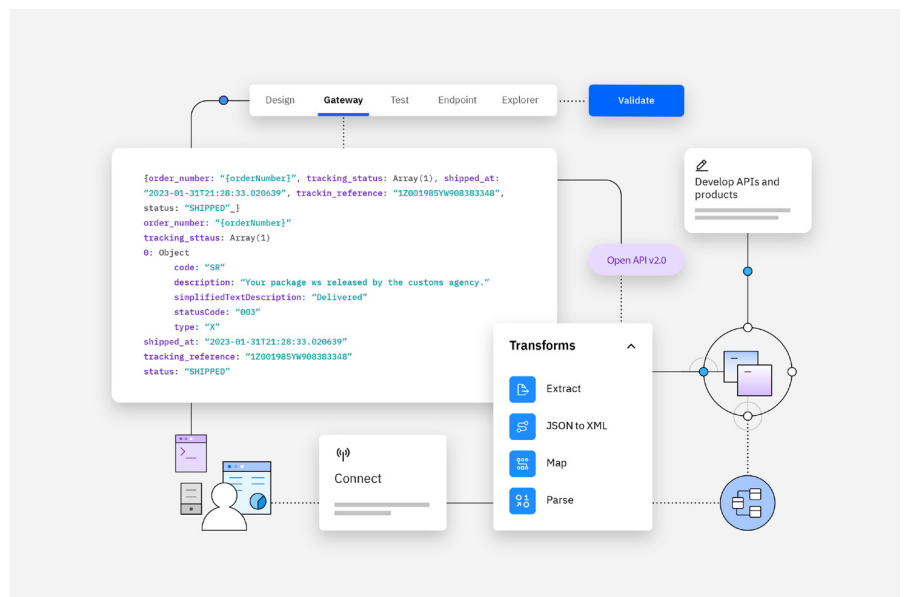 Design Gateway Test Endpoint Explorer Validate
{order_number: "{orderNumber}", tracking_status: Array(1), shipped_at:
"2023-01-31T21:28:33.020639", trackin_reference: "1Z001985YW908383348",
status: "SHIPPED"_}
order_number: "{orderNumber}"
tracking_sttaus: Array(1)
0: Object
code: "SR"
description: "Your package ws released by the customs agency."
simplifiedTextDescription: "Delivered"
statusCode: "003"
type: "X"
shipped_at: "2023-01-31T21:28:33.020639"
tracking_reference: "1Z001985YW908383348"
status: "SHIPPED"
Develop APIs and
products
Open API v2.0
Transforms
Extract
JSON to XML
Map
Parse
Connect